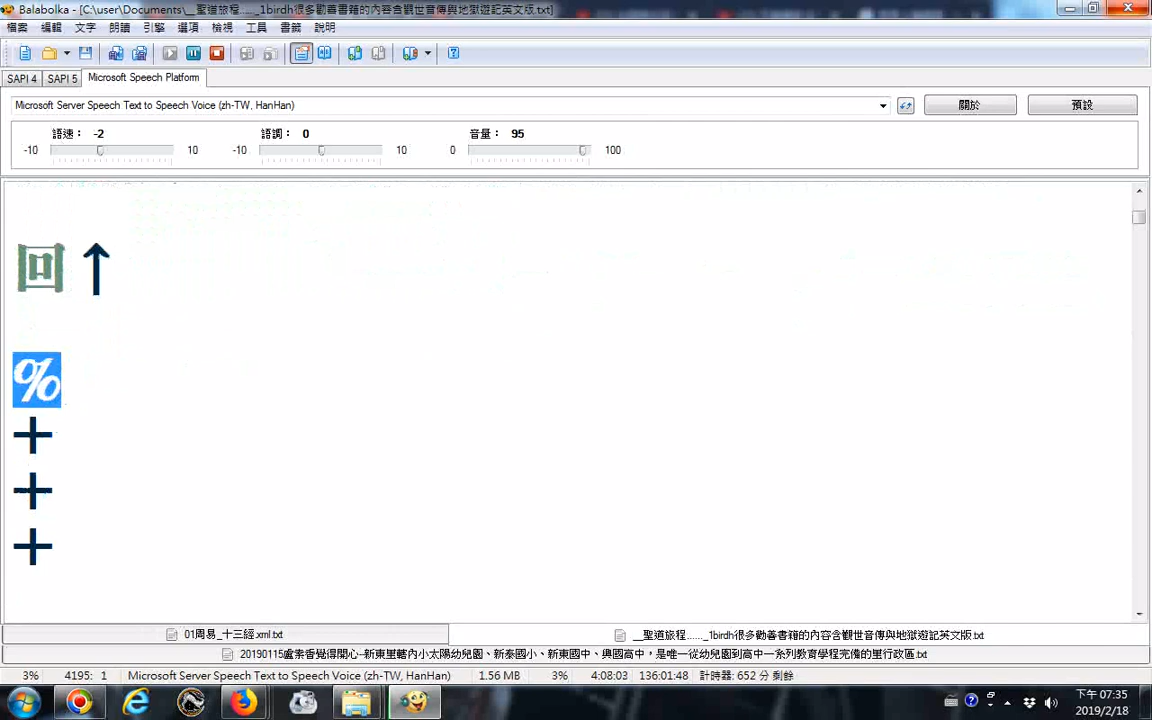 Balabolka - [C:\user\Documents\__聖道旅程......_1birdh很多勸善書籍的內容含觀世音傳與地獄遊記英文版.txt]
檔案 編輯 文字 朗讀 引擎 選項 檢視 工具 書籤 說明
SAPI 4 SAPI 5 Microsoft Speech Platform
Microsoft Server Speech Text to Speech Voice (zh-TW, HanHan) 關於 預設
語速： -2 語調： 0 音量： 95
-10 10 -10 10 0 100
回↑
%
+
+
+
01周易_十三經.xml.txt __聖道旅程......_1birdh很多勸善書籍的內容含觀世音傳與地獄遊記英文版.txt
20190115盧素香覺得開心-新東里轄內小太陽幼兒園、新泰國小、新東國中、興國高中，是唯一從幼兒園到高中一系列教育學程完備的里行政區.txt
3% 4195: 1 Microsoft Server Speech Text to Speech Voice (zh-TW, HanHan) 1.56 MB 3% 4:08:03 136:01:48 計時器: 652 分 剩餘
下午 07:35
2019/2/18